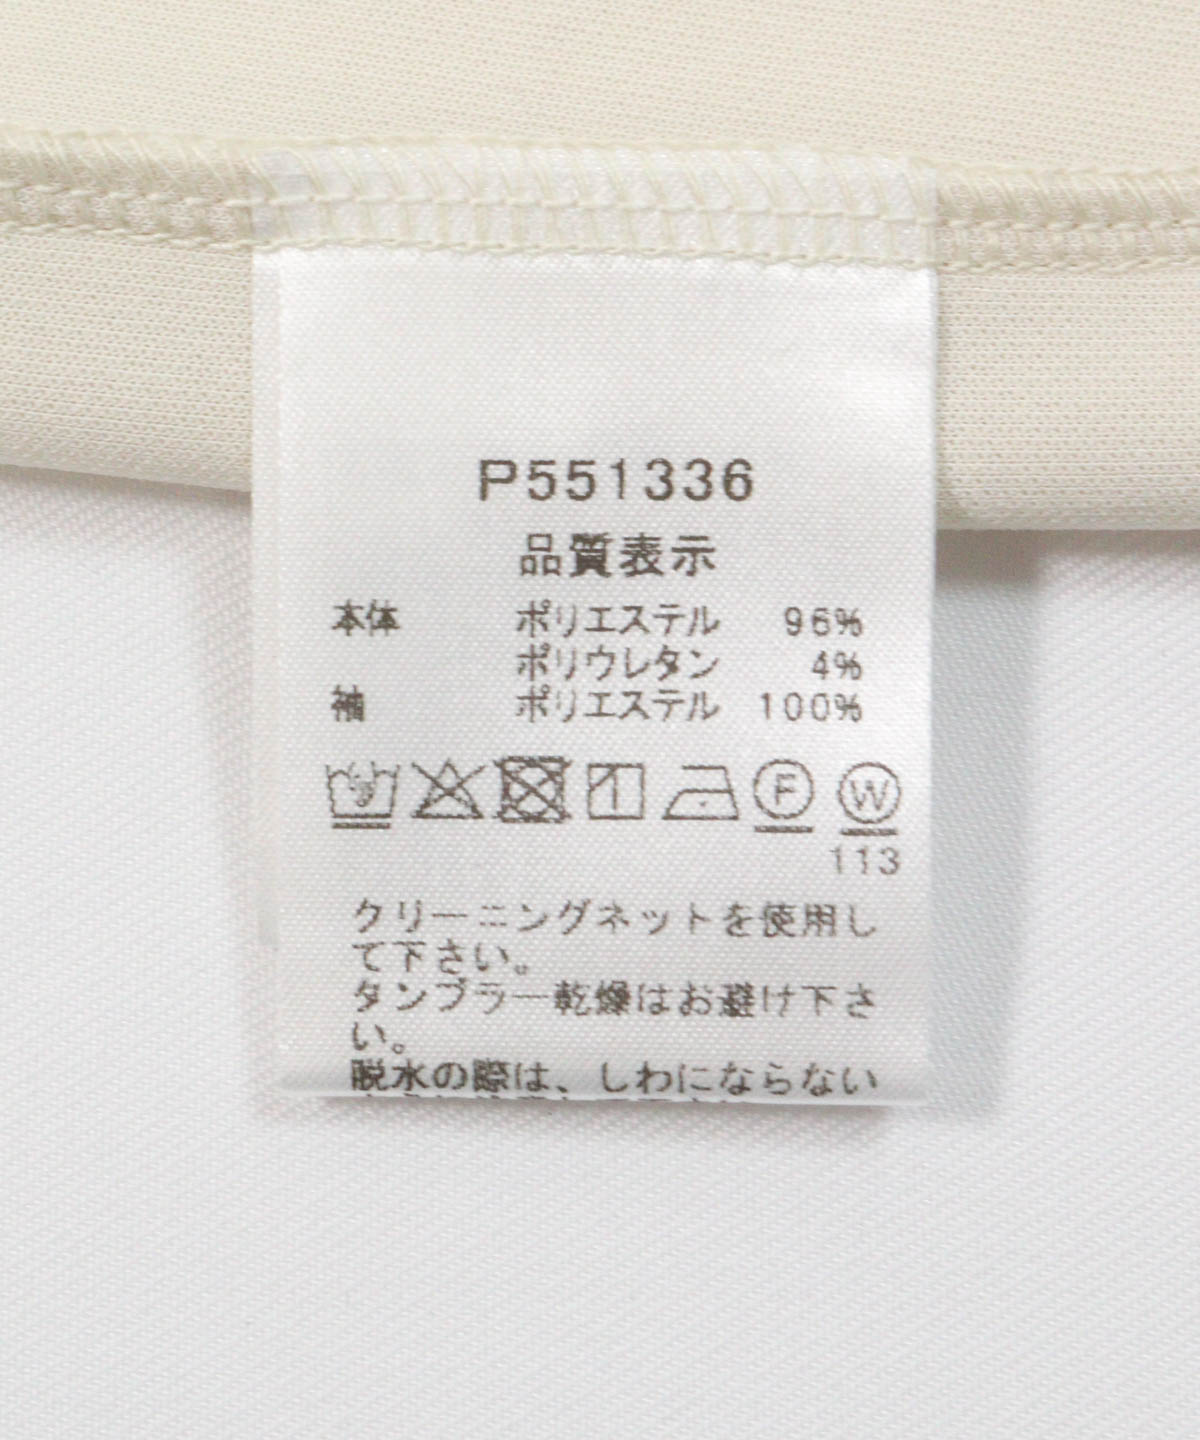 P551336
品質表示
本体 ポリエステル 96%
ポリウレタン 4%
袖 ポリエステル 100%
F W
113
クリーニングネットを使用し
て下さい。
タンブラー乾燥はお避け下さ
い。
脱水の際は、しわにならない